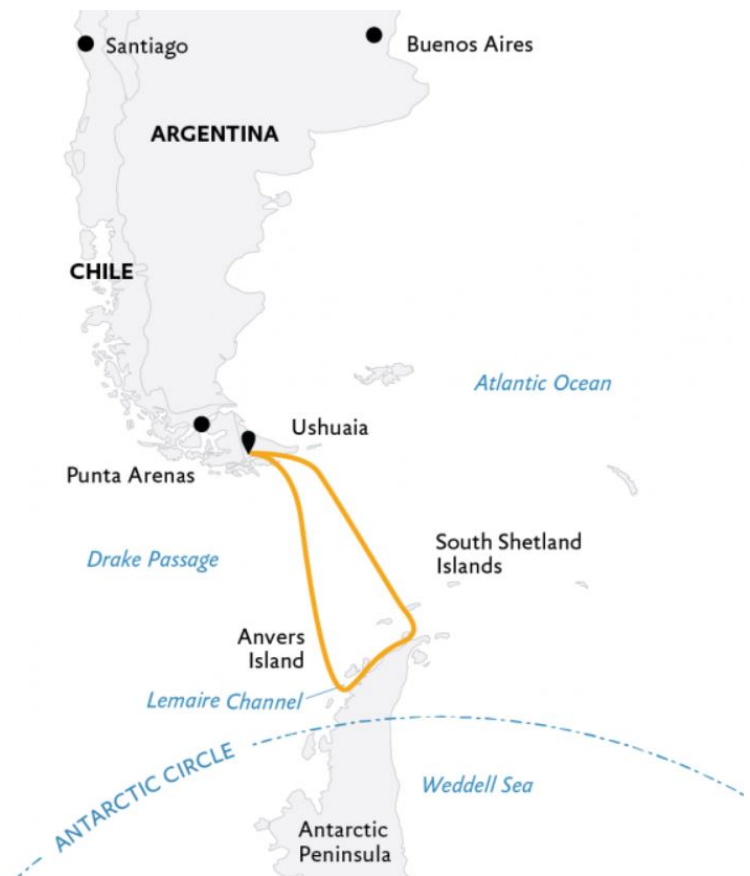 Santiago
Buenos Aires
ARGENTINA
CHILE
Atlantic Ocean
Ushuaia
Punta Arenas
Drake Passage
South Shetland
Islands
Anvers
Island
Lemaire Channel
ANTARCTIC CIRCLE
Weddell Sea
Antarctic
Peninsula